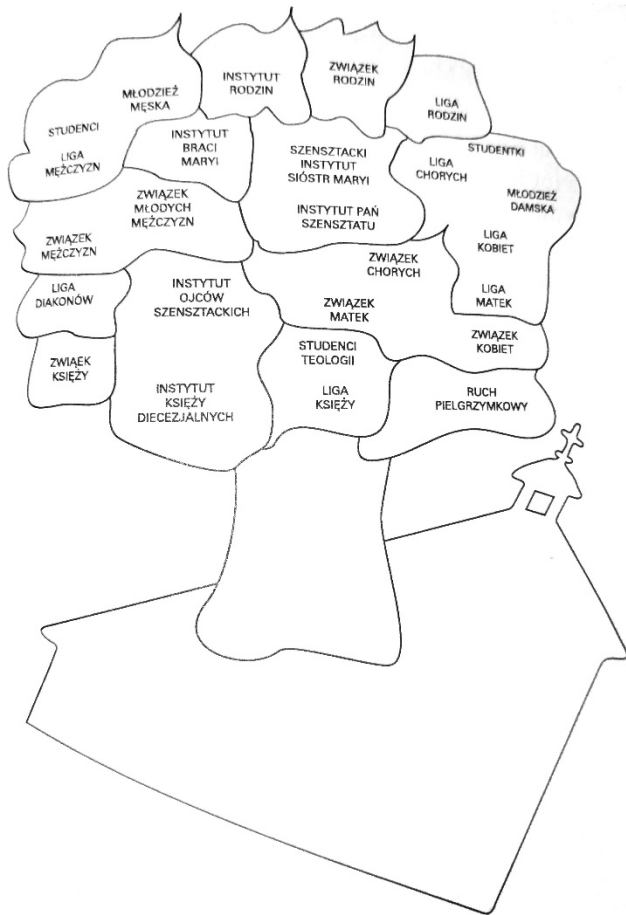 MŁODZIEŻ
MĘSKA
STUDENCI
LIGA
MĘŻCZYZN
INSTYTUT
RODZIN
ZWIĄZEK
RODZIN
LIGA
RODZIN
INSTYTUT
BRACI
MARYI
SZENSZTACKI
INSTYTUT
SIÓSTR MARYI
INSTYTUT PAŃ
SZENSZTATU
STUDENTKI
LIGA
CHORYCH
MŁODZIEŻ
DAMSKA
LIGA
KOBIET
LIGA
MATEK
ZWIĄZEK
MŁODYCH
MĘŻCZYZN
ZWIĄZEK
MĘŻCZYZN
ZWIĄZEK
CHORYCH
ZWIĄZEK
MATEK
ZWIĄZEK
KOBIET
LIGA
DIAKONÓW
INSTYTUT
OJCÓW
SZENSZTACKICH
ZWIĄEK
KSIĘŻY
INSTYTUT
KSIĘŻY
DIECEZJALNYCH
STUDENCI
TEOLOGII
LIGA
KSIĘŻY
RUCH
PIELGRZYMKOWY